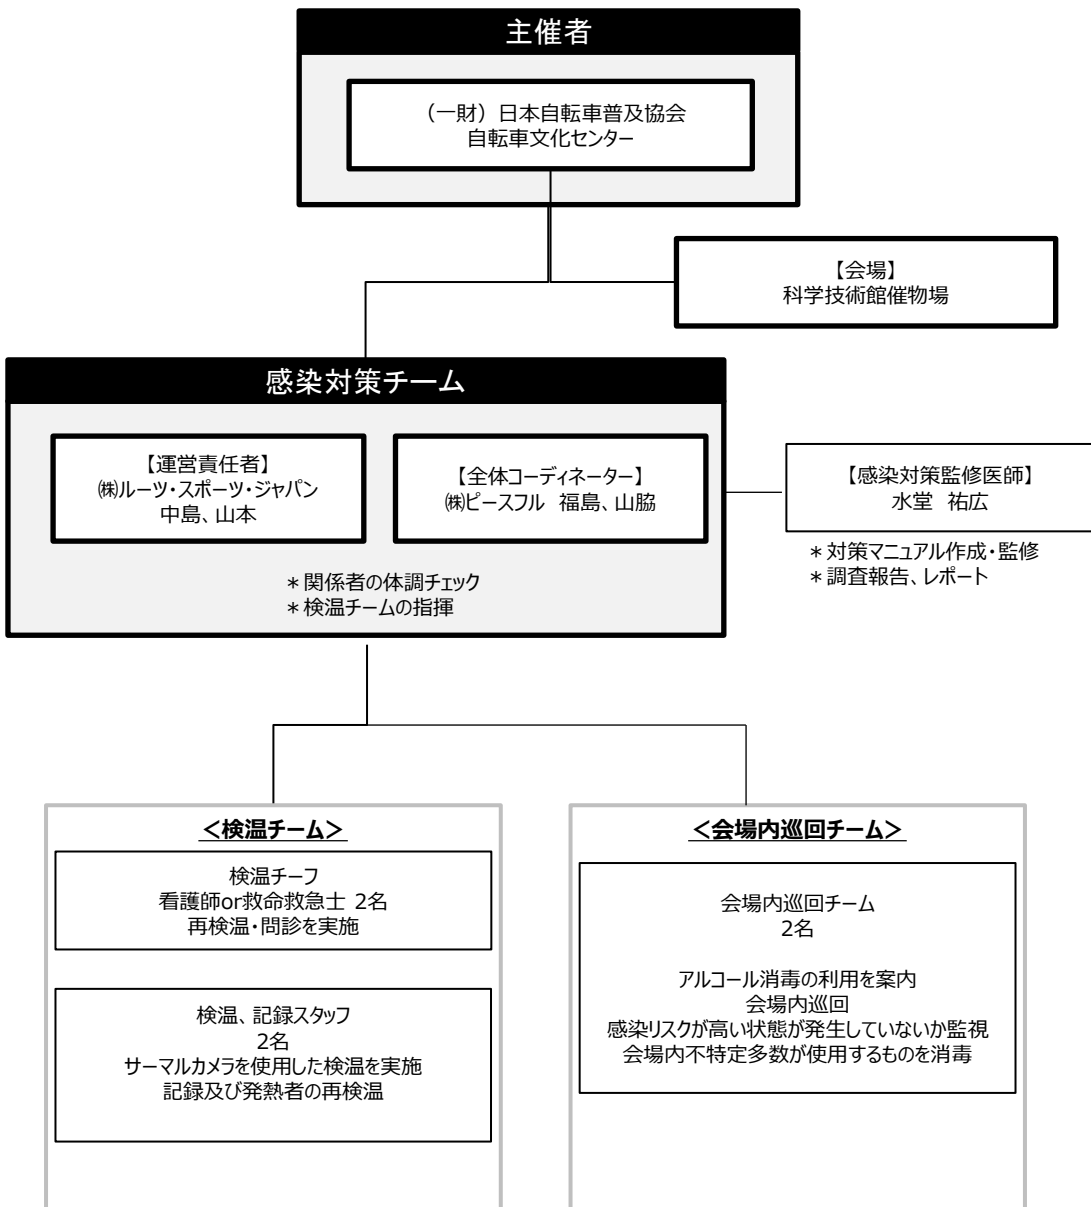 主催者
（一財）日本自転車普及協会
自転車文化センター
【会場】
科学技術館催物場
感染対策チーム
【運営責任者】
㈱ルーツ・スポーツ・ジャパン
中島、山本
【全体コーディネーター】
㈱ピースフル 福島、山脇
＊関係者の体調チェック
＊検温チームの指揮
【感染対策監修医師】
水堂 祐広
＊対策マニュアル作成・監修
＊調査報告、レポート
＜検温チーム＞
検温チーフ
看護師or救命救急士 2名
再検温・問診を実施
検温、記録スタッフ
2名
サーマルカメラを使用した検温を実施
記録及び発熱者の再検温
＜会場内巡回チーム＞
会場内巡回チーム
2名
アルコール消毒の利用を案内
会場内巡回
感染リスクが高い状態が発生していないか監視
会場内不特定多数が使用するものを消毒